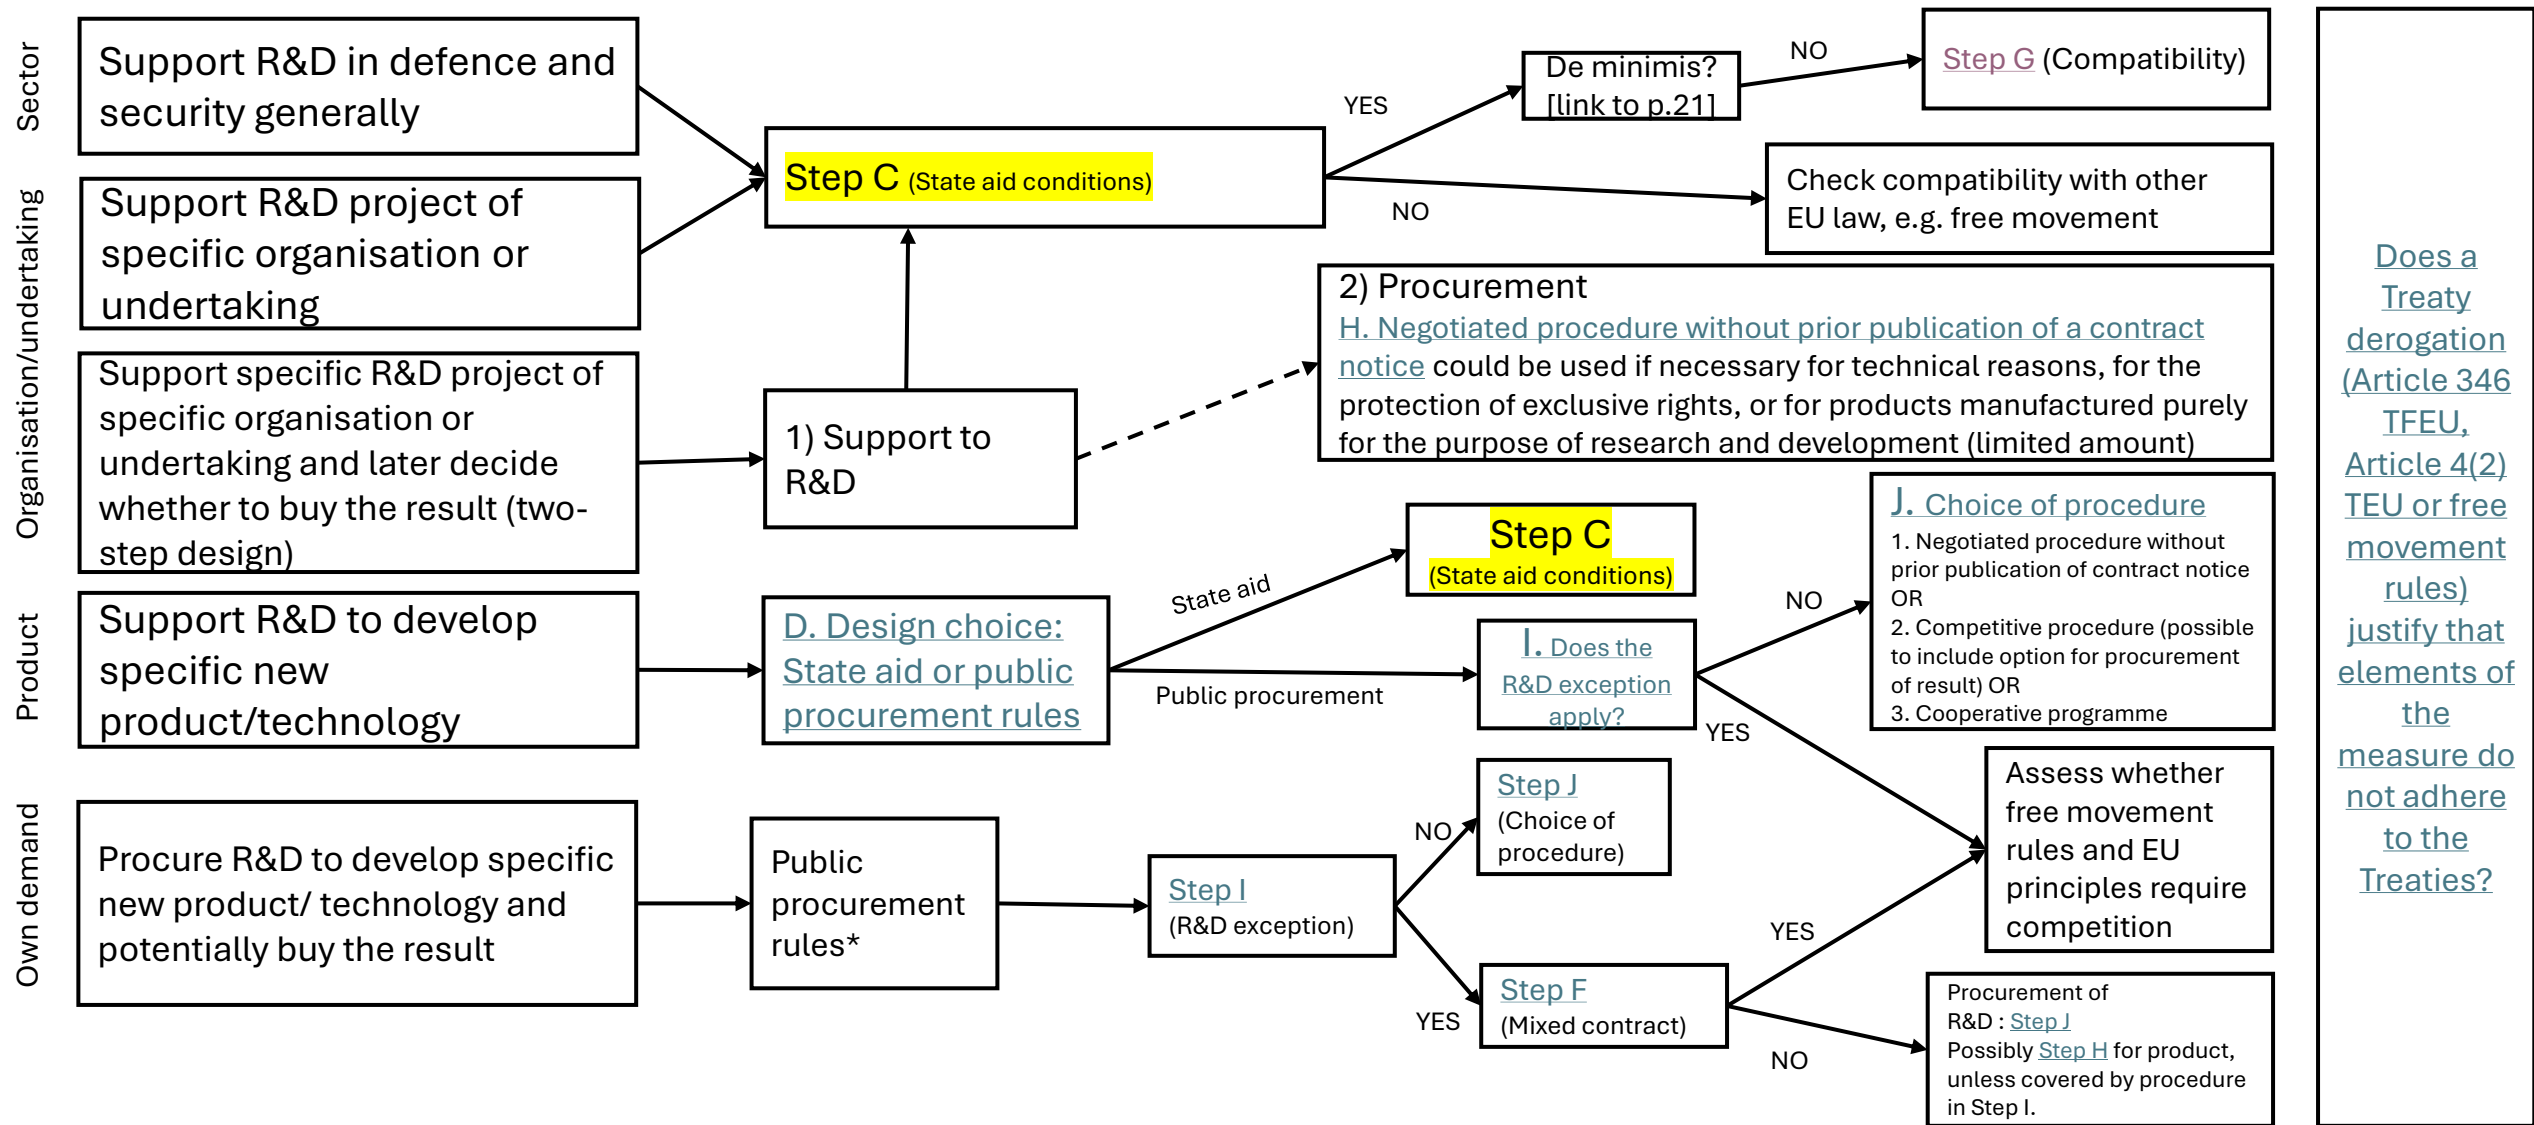 Sector
Support R&D in defence and
security generally
Organisation/undertaking
Support R&D project of
specific organisation or
undertaking
Support specific R&D project of
specific organisation or
undertaking and later decide
whether to buy the result (two-
step design)
Step C (State aid conditions)
YES
De minimis?
[link to p.21]
NO
Step G (Compatibility)
NO
Check compatibility with other
EU law, e.g. free movement
1) Support to
R&D
2) Procurement
H. Negotiated procedure without prior publication of a contract
notice could be used if necessary for technical reasons, for the
protection of exclusive rights, or for products manufactured purely
for the purpose of research and development (limited amount)
Product
Support R&D to develop
specific new
product/technology
D. Design choice:
State aid or public
procurement rules
State aid
Step C
(State aid conditions)
Public procurement
I. Does the
R&D exception
apply?
NO
J. Choice of procedure
1. Negotiated procedure without
prior publication of contract notice
OR
2. Competitive procedure (possible
to include option for procurement
of result) OR
3. Cooperative programme
YES
Assess whether
free movement
rules and EU
principles require
competition
Own demand
Procure R&D to develop specific
new product/ technology and
potentially buy the result
Public
procurement
rules*
Step I
(R&D exception)
NO
Step J
(Choice of
procedure)
YES
Step F
(Mixed contract)
YES
NO
Procurement of
R&D : Step J
Possibly Step H for product,
unless covered by procedure
in Step I.
Does a
Treaty
derogation
(Article 346
TFEU,
Article 4(2)
TEU or free
movement
rules)
justify that
elements of
the
measure do
not adhere
to the
Treaties?